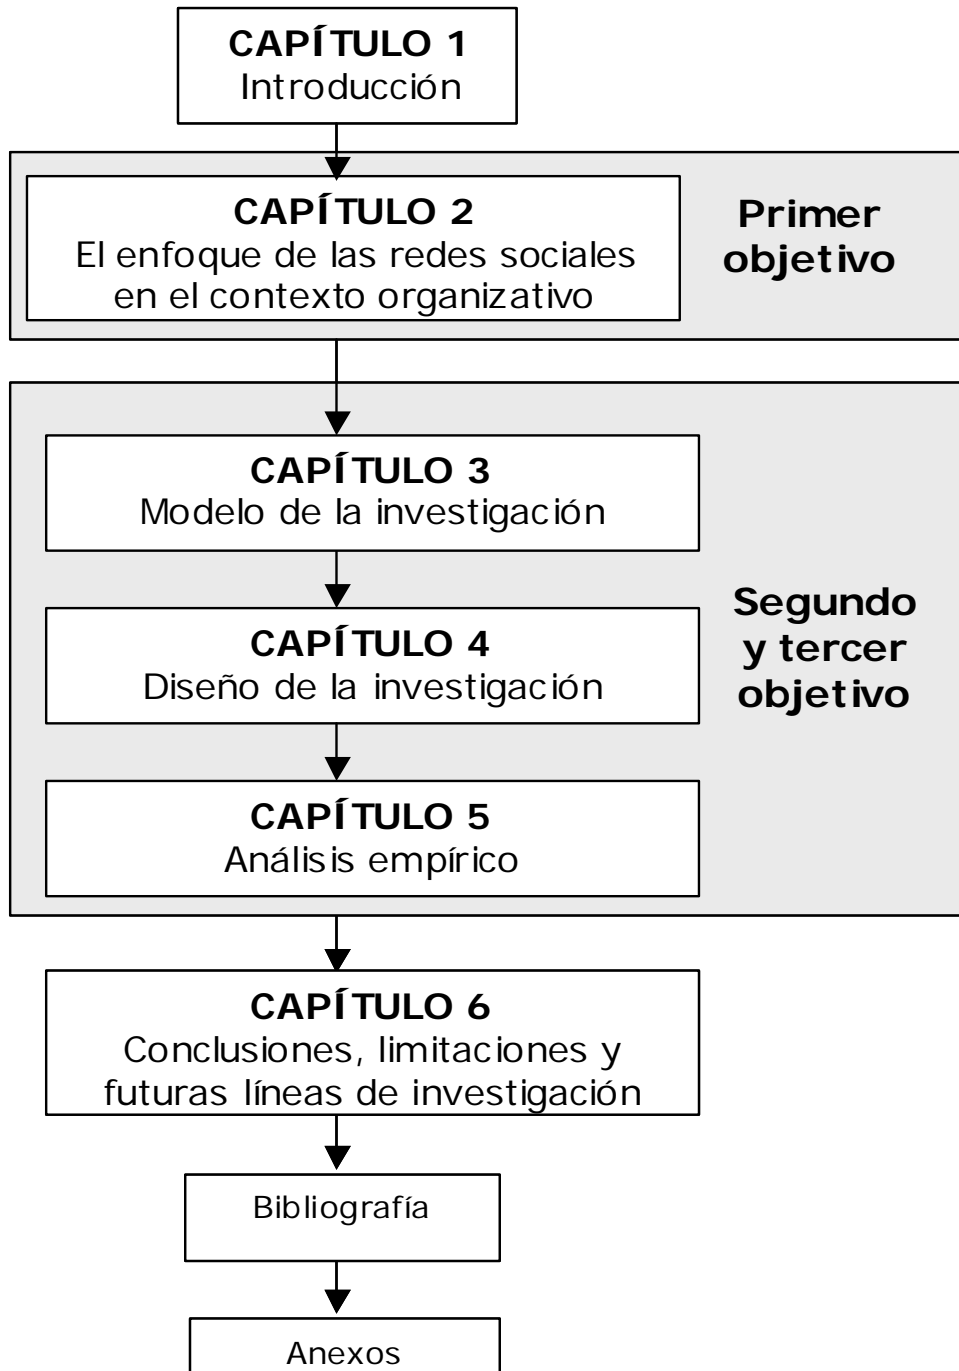 CAPÍTULO 1
Introducción
CAPÍTULO 2
El enfoque de las redes sociales
en el contexto organizativo
Primer
objetivo
CAPÍTULO 3
Modelo de la investigación
CAPÍTULO 4
Diseño de la investigación
CAPÍTULO 5
Análisis empírico
Segundo
y tercer
objetivo
CAPÍTULO 6
Conclusiones, limitaciones y
futuras líneas de investigación
Bibliografía
Anexos